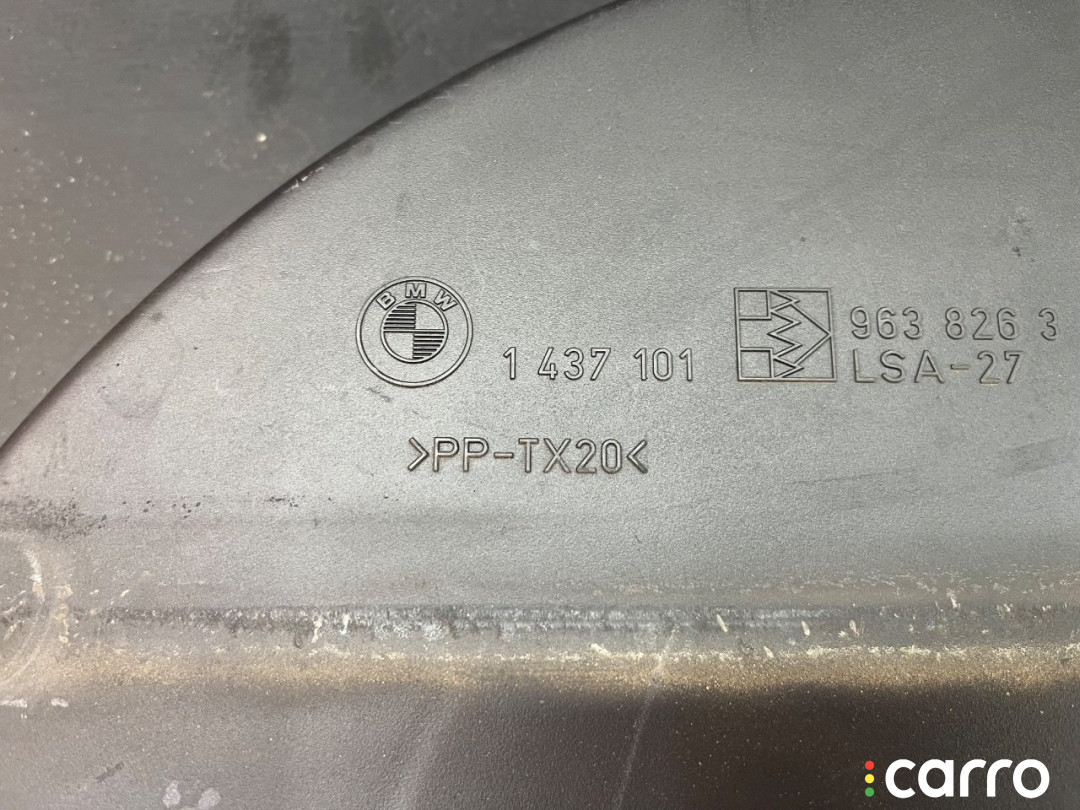 BMW
1 437 101
963 826 3
LSA-27
>PP-TX20<
carro